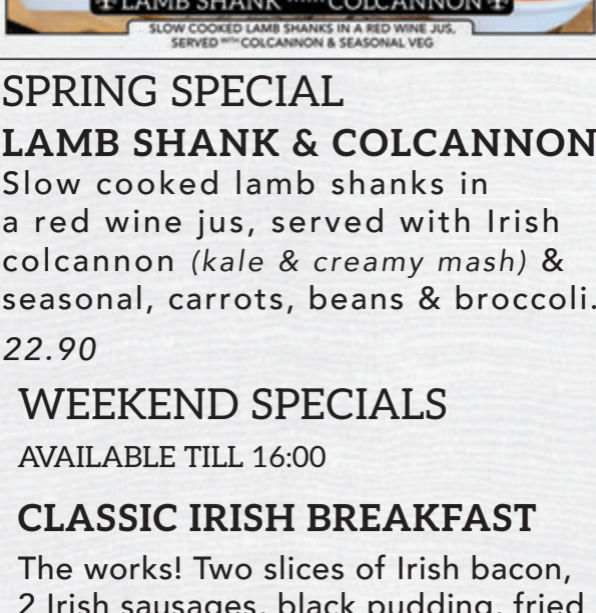 LAMB SHANK ······ COLCANNON
SLOW COOKED LAMB SHANKS IN A RED WINE JUS,
SERVED WITH COLCANNON & SEASONAL VEG
SPRING SPECIAL
LAMB SHANK & COLCANNON
Slow cooked lamb shanks in
a red wine jus, served with Irish
colcannon (kale & creamy mash) &
seasonal, carrots, beans & broccoli.
22.90
WEEKEND SPECIALS
AVAILABLE TILL 16:00
CLASSIC IRISH BREAKFAST
The works! Two slices of Irish bacon,
2 Irish sausages, black pudding, fried